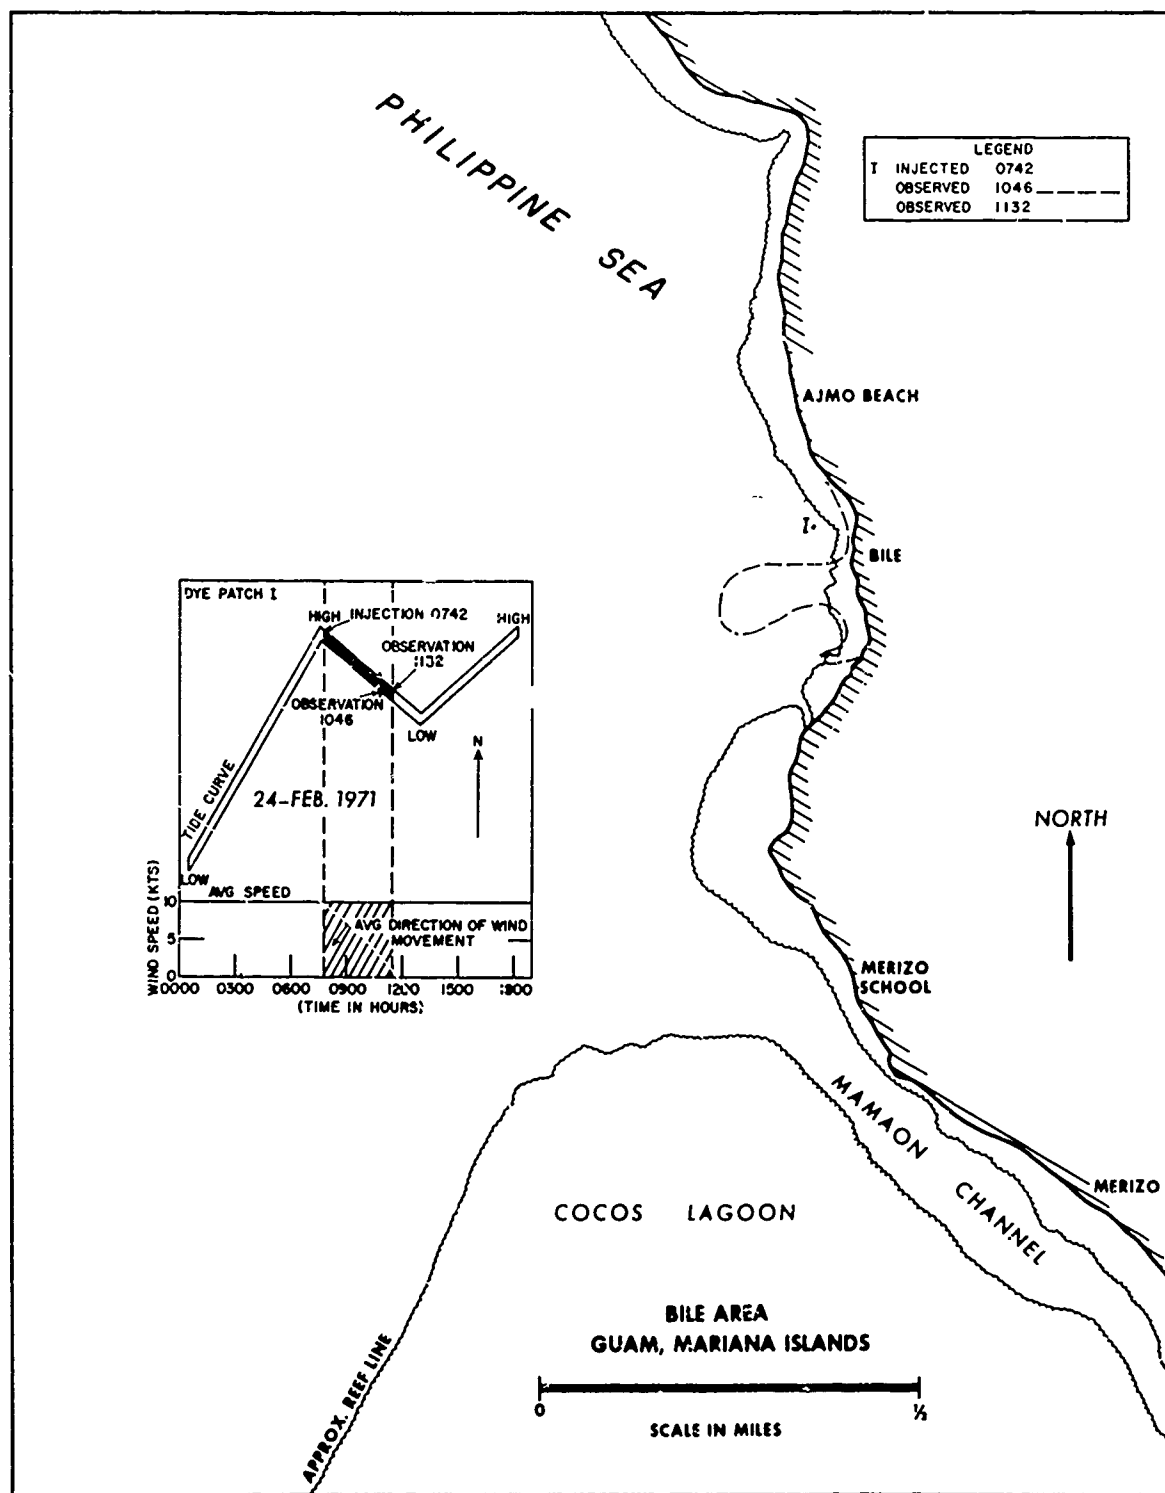 PHILIPPINE SEA
LEGEND
I INJECTED 0742
OBSERVED 1046
OBSERVED 1132
AJMO BEACH
I
BILE
DYE PATCH I
HIGH
INJECTION 0742
HIGH
OBSERVATION
1132
OBSERVATION
1046
LOW
N
TIDE CURVE
24-FEB. 1971
LOW
AVG SPEED
WIND SPEED (KTS)
10
5
0
AVG DIRECTION OF WIND
MOVEMENT
0000 0300 0600 0900 1200 1500 1800
(TIME IN HOURS)
NORTH
MERIZO
SCHOOL
MAMAON CHANNEL
MERIZO
COCOS LAGOON
BILE AREA
GUAM, MARIANA ISLANDS
0
SCALE IN MILES
APPROX. REEF LINE